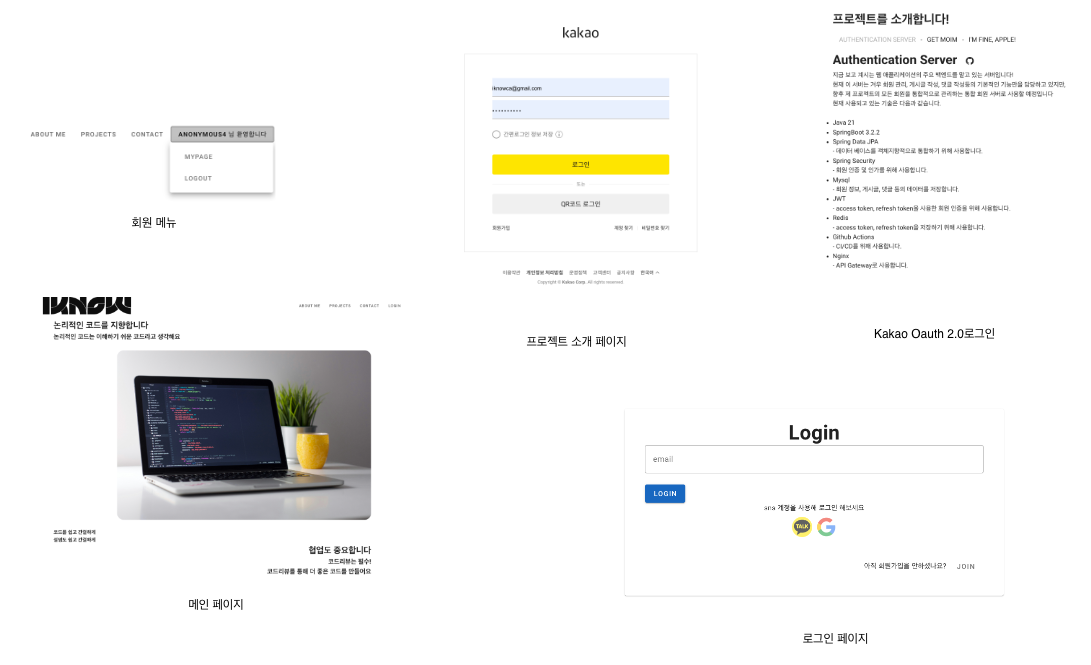 ABOUT ME PROJECTS CONTACT ANONYMOUS4 님 환영합니다
MYPAGE
LOGOUT
회원 메뉴
kakao
iknowca@gmail.com
간편로그인 정보 저장
로그인
또는
QR코드 로그인
회원가입 계정 찾기 비밀번호 찾기
이용약관 개인정보 처리방침 운영정책 고객센터 공지사항 한국어
Copyright © Kakao Corp. All rights reserved.
프로젝트 소개 페이지
프로젝트를 소개합니다!
AUTHENTICATION SERVER • GET MOIM • I'M FINE, APPLE!
Authentication Server
지금 보고 계시는 웹 애플리케이션의 주요 백엔드를 맡고 있는 서버입니다!
현재 이 서버는 겨우 회원 관리, 게시글 작성, 댓글 작성등의 기본적인 기능만을 담당하고 있지만,
향후 제 프로젝트의 모든 회원을 통합적으로 관리하는 통합 회원 서버로 사용할 예정입니다
현재 사용되고 있는 기술은 다음과 같습니다.
• Java 21
• SpringBoot 3.2.2
• Spring Data JPA
- 데이터 베이스를 객체지향적으로 통합하기 위해 사용합니다.
• Spring Security
- 회원 인증 및 인가를 위해 사용합니다.
• Mysql
- 회원 정보, 게시글, 댓글 등의 데이터를 저장합니다.
• JWT
- access token, refresh token을 사용한 회원 인증을 위해 사용합니다.
• Redis
- access token, refresh token을 저장하기 위해 사용합니다.
• Github Actions
- CI/CD를 위해 사용합니다.
• Nginx
- API Gateway로 사용합니다.
Kakao Oauth 2.0로그인
IKNOW
ABOUT ME PROJECTS CONTACT LOGIN
논리적인 코드를 지향합니다
논리적인 코드는 이해하기 쉬운 코드라고 생각해요
코드를 쉽고 간결하게
설명도 쉽고 간결하게
협업도 중요합니다
코드리뷰는 필수!
코드리뷰를 통해 더 좋은 코드를 만들어요
메인 페이지
Login
email
LOGIN
sns 계정을 사용해 로그인 해보세요
TALK
아직 회원가입을 안하셨나요? JOIN
로그인 페이지